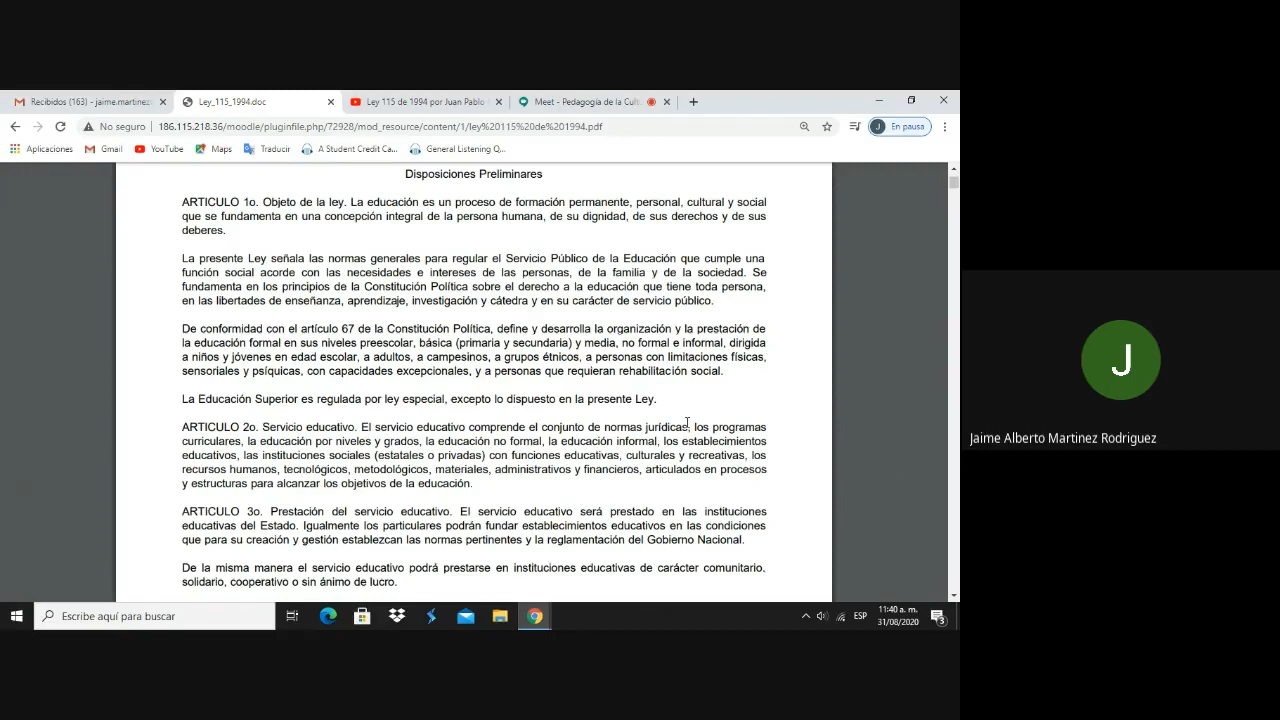 Recibidos (163) - jaime.martinez
Ley_115_1994.doc
Ley 115 de 1994 por Juan Pablo
Meet - Pedagogía de la Cult
No seguro
186.115.218.36/moodle/pluginfile.php/72928/mod_resource/content/1/ley%20115%20de%201994.pdf
J
En pausa
Aplicaciones
Gmail
YouTube
Maps
Traducir
A Student Credit Ca...
General Listening Q...
Disposiciones Preliminares
ARTICULO 1o. Objeto de la ley. La educación es un proceso de formación permanente, personal, cultural y social
que se fundamenta en una concepción integral de la persona humana, de su dignidad, de sus derechos y de sus
deberes.
La presente Ley señala las normas generales para regular el Servicio Público de la Educación que cumple una
función social acorde con las necesidades e intereses de las personas, de la familia y de la sociedad. Se
fundamenta en los principios de la Constitución Política sobre el derecho a la educación que tiene toda persona,
en las libertades de enseñanza, aprendizaje, investigación y cátedra y en su carácter de servicio público.
De conformidad con el artículo 67 de la Constitución Política, define y desarrolla la organización y la prestación de
la educación formal en sus niveles preescolar, básica (primaria y secundaria) y media, no formal e informal, dirigida
a niños y jóvenes en edad escolar, a adultos, a campesinos, a grupos étnicos, a personas con limitaciones físicas,
sensoriales y psíquicas, con capacidades excepcionales, y a personas que requieran rehabilitación social.
La Educación Superior es regulada por ley especial, excepto lo dispuesto en la presente Ley.
ARTICULO 2o. Servicio educativo. El servicio educativo comprende el conjunto de normas jurídicas, los programas
curriculares, la educación por niveles y grados, la educación no formal, la educación informal, los establecimientos
educativos, las instituciones sociales (estatales o privadas) con funciones educativas, culturales y recreativas, los
recursos humanos, tecnológicos, metodológicos, materiales, administrativos y financieros, articulados en procesos
y estructuras para alcanzar los objetivos de la educación.
ARTICULO 3o. Prestación del servicio educativo. El servicio educativo será prestado en las instituciones
educativas del Estado. Igualmente los particulares podrán fundar establecimientos educativos en las condiciones
que para su creación y gestión establezcan las normas pertinentes y la reglamentación del Gobierno Nacional.
De la misma manera el servicio educativo podrá prestarse en instituciones educativas de carácter comunitario,
solidario, cooperativo o sin ánimo de lucro.
J
Jaime Alberto Martinez Rodriguez
Escribe aquí para buscar
ESP
11:40 a. m.
31/08/2020
3